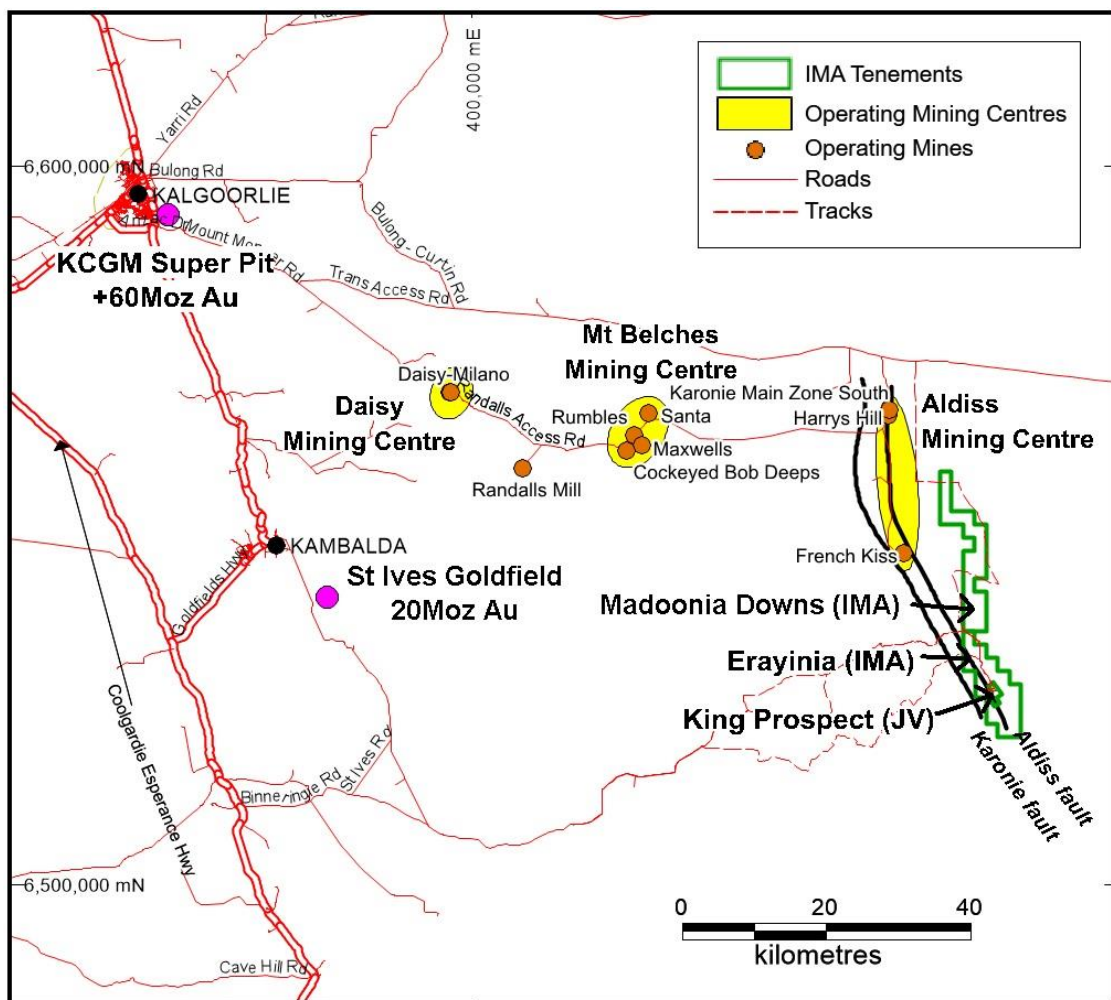 400,000 mE
IMA Tenements
Operating Mining Centres
Operating Mines
Roads
Tracks
Yarri Rd
6,600,000 mN
Bulong Rd
KALGOORLIE
Mount Monger Rd
Bulong - Curtin Rd
Trans Access Rd
KCGM Super Pit
+60Moz Au
Mt Belches
Mining Centre
Daisy-Milano
Randalls Access Rd
Daisy
Mining Centre
Karonie Main Zone South
Rumbles
Santa
Harrys Hill
Aldiss
Mining Centre
Maxwells
Cockeyed Bob Deeps
Randalls Mill
KAMBALDA
French Kiss
Goldfields Hwy
St Ives Goldfield
20Moz Au
Madoonia Downs (IMA)
Erayinia (IMA)
King Prospect (JV)
Coolgardie Esperance Hwy
St Ives Rd
Binneringie Rd
Karonie fault
Aldiss fault
6,500,000 mN
0 20 40
kilometres
Cave Hill Rd